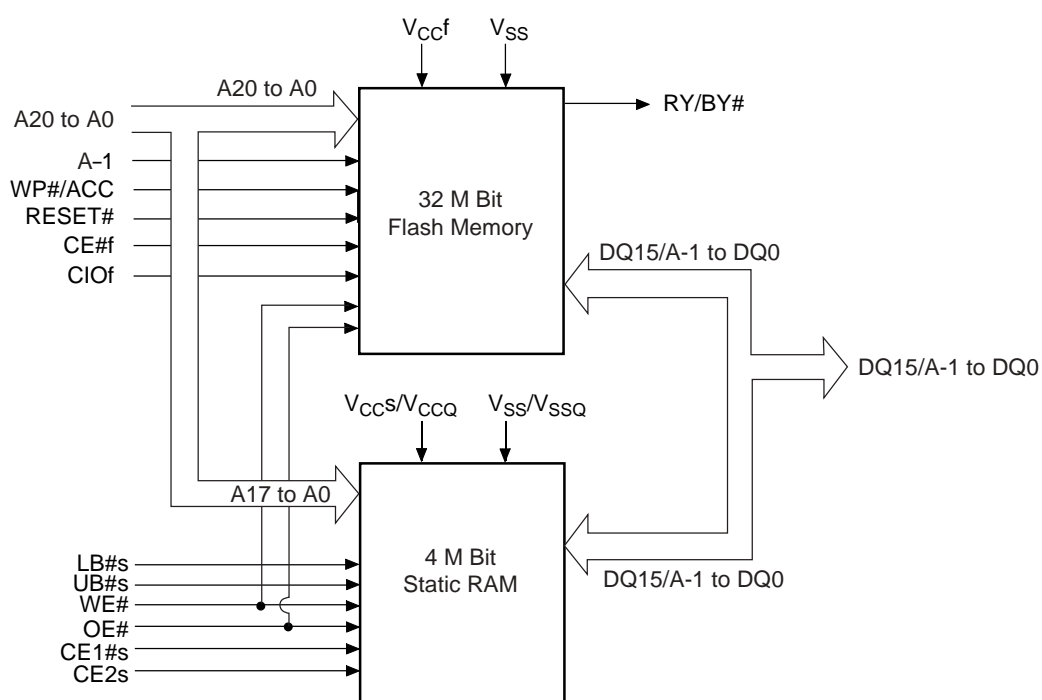 VCCf
VSS
A20 to A0
A20 to A0
RY/BY#
A–1
WP#/ACC
RESET#
CE#f
CIOf
32 M Bit
Flash Memory
DQ15/A-1 to DQ0
DQ15/A-1 to DQ0
VCCs/VCCQ
VSS/VSSQ
A17 to A0
4 M Bit
Static RAM
DQ15/A-1 to DQ0
LB#s
UB#s
WE#
OE#
CE1#s
CE2s